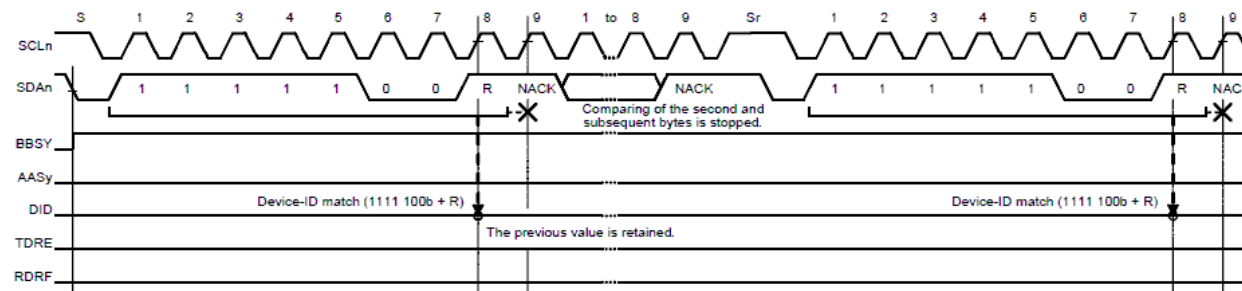 S 1 2 3 4 5 6 7 8 9 1 to 8 9 Sr 1 2 3 4 5 6 7 8 9
SCLn
SDAn 1 1 1 1 1 0 0 R NACK NACK 1 1 1 1 1 0 0 R NAC
Comparing of the second and
subsequent bytes is stopped.
BBSY
AASy
Device-ID match (1111 100b + R) Device-ID match (1111 100b + R)
DID
The previous value is retained.
TDRE
RDRF